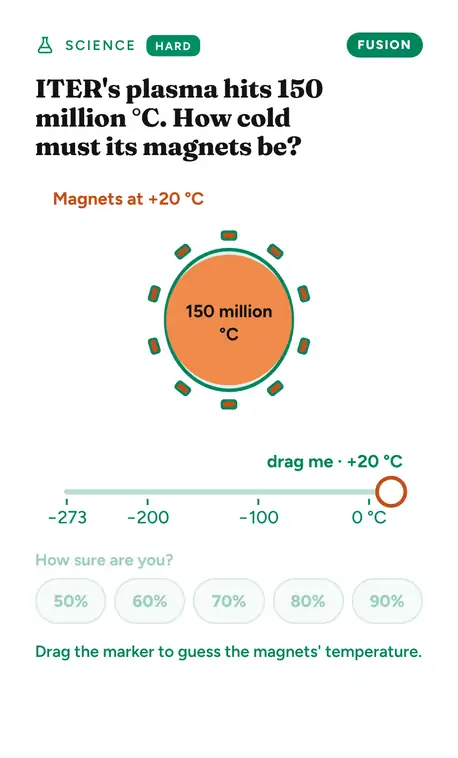 SCIENCE HARD FUSION
ITER's plasma hits 150
million °C. How cold
must its magnets be?
Magnets at +20 °C
150 million
°C
drag me · +20 °C
−273 −200 −100 0 °C
How sure are you?
50% 60% 70% 80% 90%
Drag the marker to guess the magnets' temperature.